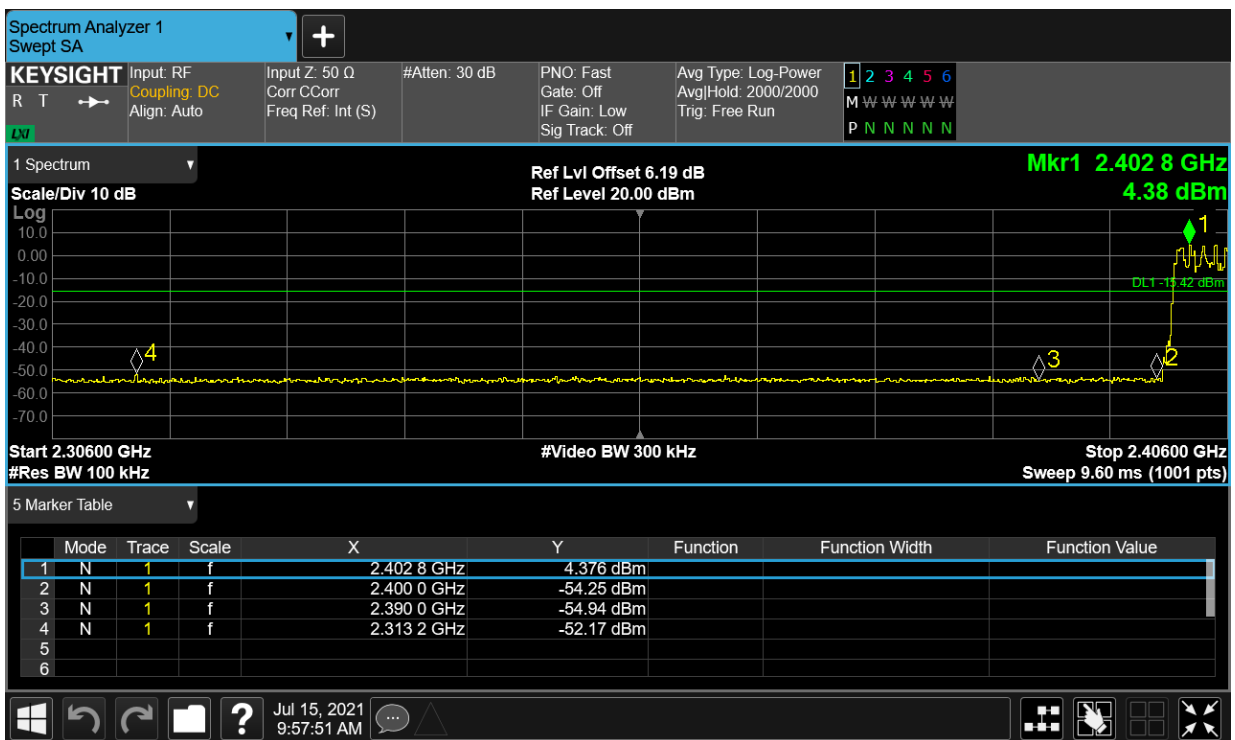 Spectrum Analyzer 1
Swept SA
+
KEYSIGHT Input: RF Input Z: 50 Ω #Atten: 30 dB PNO: Fast Avg Type: Log-Power 1 2 3 4 5 6
R T Coupling: DC Corr CCorr Gate: Off Avg|Hold: 2000/2000 M W W W W W
Align: Auto Freq Ref: Int (S) IF Gain: Low Trig: Free Run
LXI Sig Track: Off P N N N N N
1 Spectrum Ref Lvl Offset 6.19 dB Mkr1 2.402 8 GHz
Scale/Div 10 dB Ref Level 20.00 dBm 4.38 dBm
Log
1
10.0
0.00
-10.0
DL1 -15.42 dBm
-20.0
-30.0
-40.0
4 3 2
-50.0
-60.0
-70.0
Start 2.30600 GHz #Video BW 300 kHz Stop 2.40600 GHz
#Res BW 100 kHz Sweep 9.60 ms (1001 pts)
5 Marker Table
Mode Trace Scale X Y Function Function Width Function Value
1 N 1 f 2.402 8 GHz 4.376 dBm
2 N 1 f 2.400 0 GHz -54.25 dBm
3 N 1 f 2.390 0 GHz -54.94 dBm
4 N 1 f 2.313 2 GHz -52.17 dBm
5
6
? Jul 15, 2021
9:57:51 AM